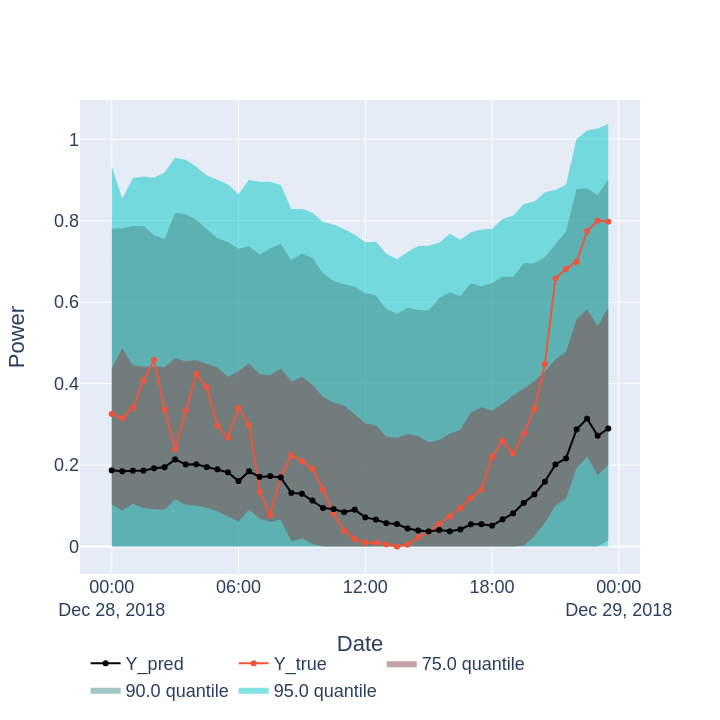 Power
1
0.8
0.6
0.4
0.2
0
00:00 06:00 12:00 18:00 00:00
Dec 28, 2018 Dec 29, 2018
Date
Y_pred Y_true 75.0 quantile
90.0 quantile 95.0 quantile